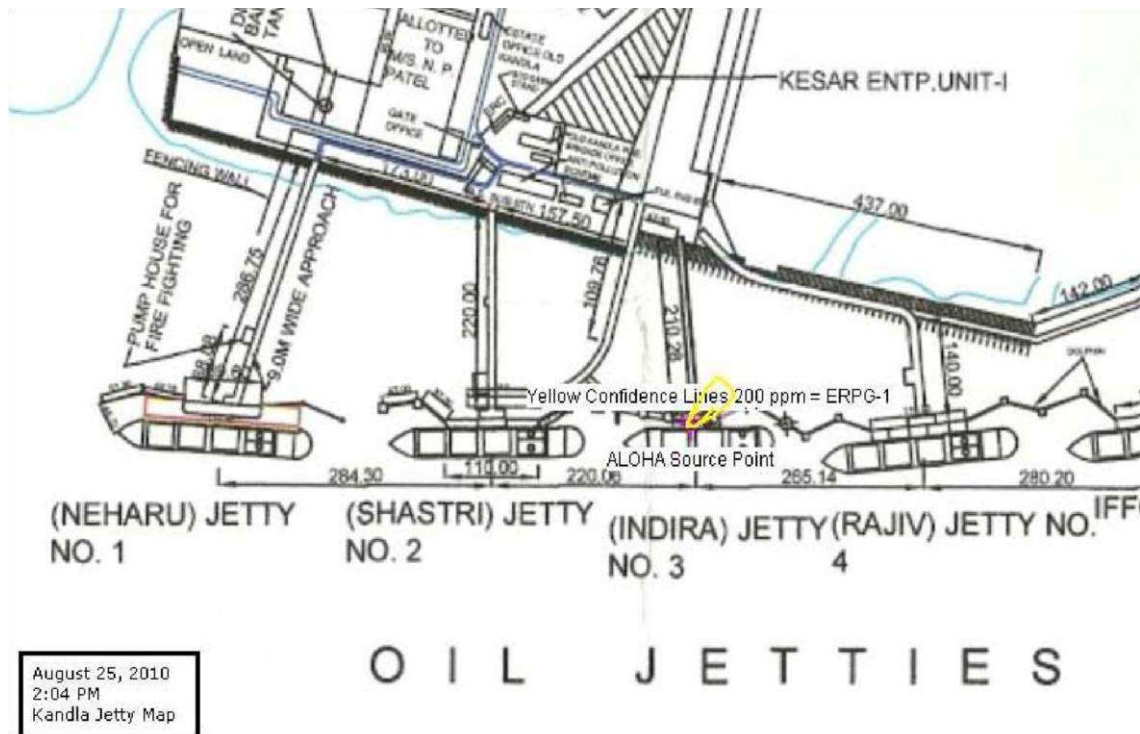 ALLOTTED
TO
M/S. N. P.
PATEL
ESTATE
OFFICE OLD
KANDLA
OPEN LAND
GATE
OFFICE
KESAR ENTP.UNIT-I
FENCING WALL
173.00
157.50
437.00
142.00
PUMP HOUSE FOR
FIRE FIGHTING
286.75
9.0M WIDE APPROACH
220.00
109.76
210.28
140.00
DOLPHIN
Yellow Confidence Lines 200 ppm = ERPG-1
ALOHA Source Point
110.00
284.30
220.06
265.14
280.20
(NEHARU) JETTY
NO. 1
(SHASTRI) JETTY
NO. 2
(INDIRA) JETTY
NO. 3
(RAJIV) JETTY NO.
4
OIL JETTIES
August 25, 2010
2:04 PM
Kandla Jetty Map